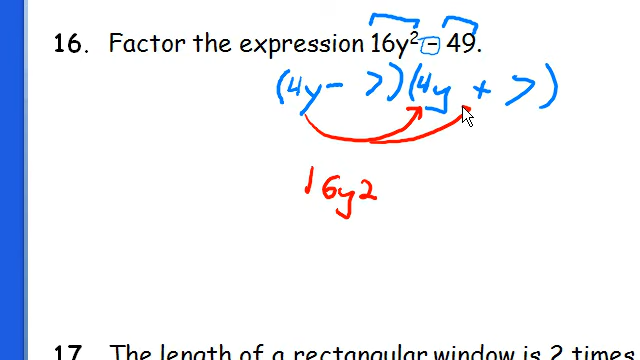 16. Factor the expression 16y² – 49.
(4y – 7)(4y + 7)
16y2
17. The length of a rectangular window is 2 times